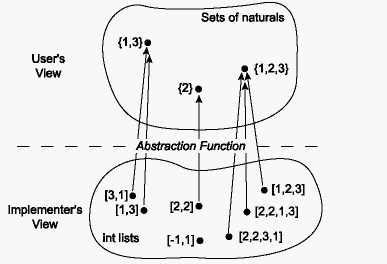 Sets of naturals
{1,3}
User's
View
{1,2,3}
{2}
Abstraction Function
[3,1]
[1,2,3]
Implementer's
View
[1,3]
[2,2]
[2,2,1,3]
int lists
[-1,1]
[2,2,3,1]